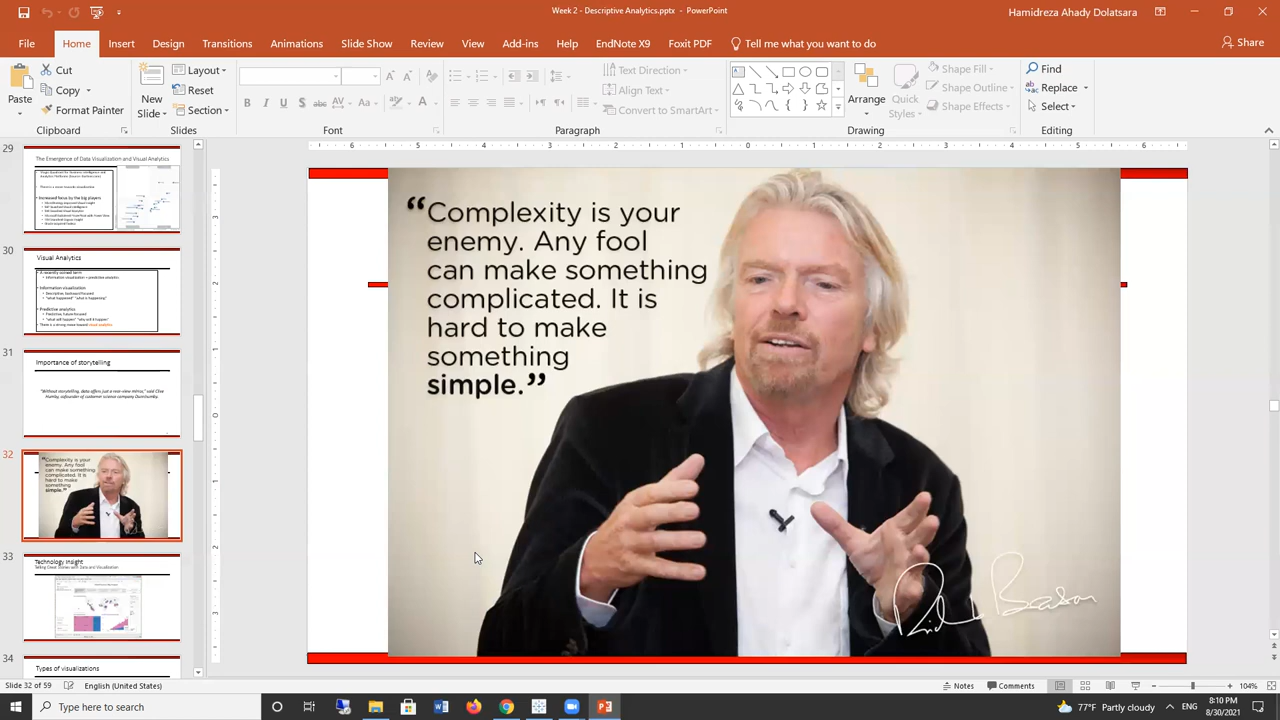 Week 2 - Descriptive Analytics.pptx - PowerPoint
Hamidreza Ahady Dolatsara
File Home Insert Design Transitions Animations Slide Show Review View Add-ins Help EndNote X9 Foxit PDF Tell me what you want to do Share
Paste
Cut
Copy
Format Painter
Clipboard
New
Slide
Layout
Reset
Section
Slides
Font
Text Direction
Align Text
Convert to SmartArt
Paragraph
Arrange
Quick
Styles
Shape Fill
Shape Outline
Shape Effects
Drawing
Find
Replace
Select
Editing
29
The Emergence of Data Visualization and Visual Analytics
30
Visual Analytics
31
Importance of storytelling
32
33
Technology Insight
Telling Great Stories with Data and Visualization
34
Types of visualizations
“Complexity is your
enemy. Any fool
can make something
complicated. It is
hard to make
something
simple.”
Slide 32 of 59 English (United States) Notes Comments 104%
Type here to search
77°F Partly cloudy
8:10 PM
8/30/2021